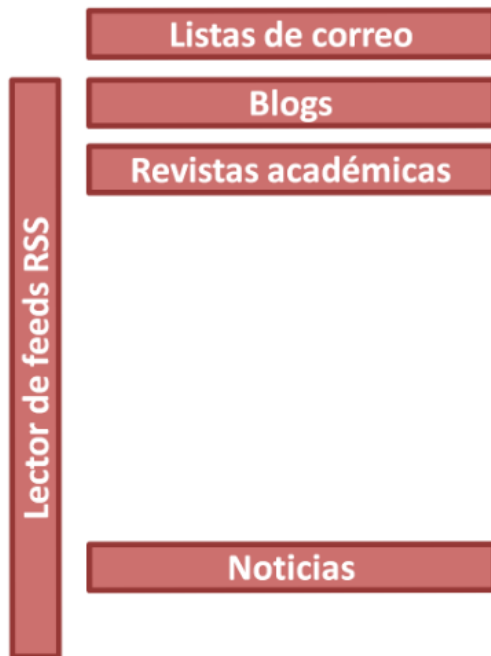 Listas de correo
Blogs
Revistas académicas
Lector de feeds RSS
Noticias